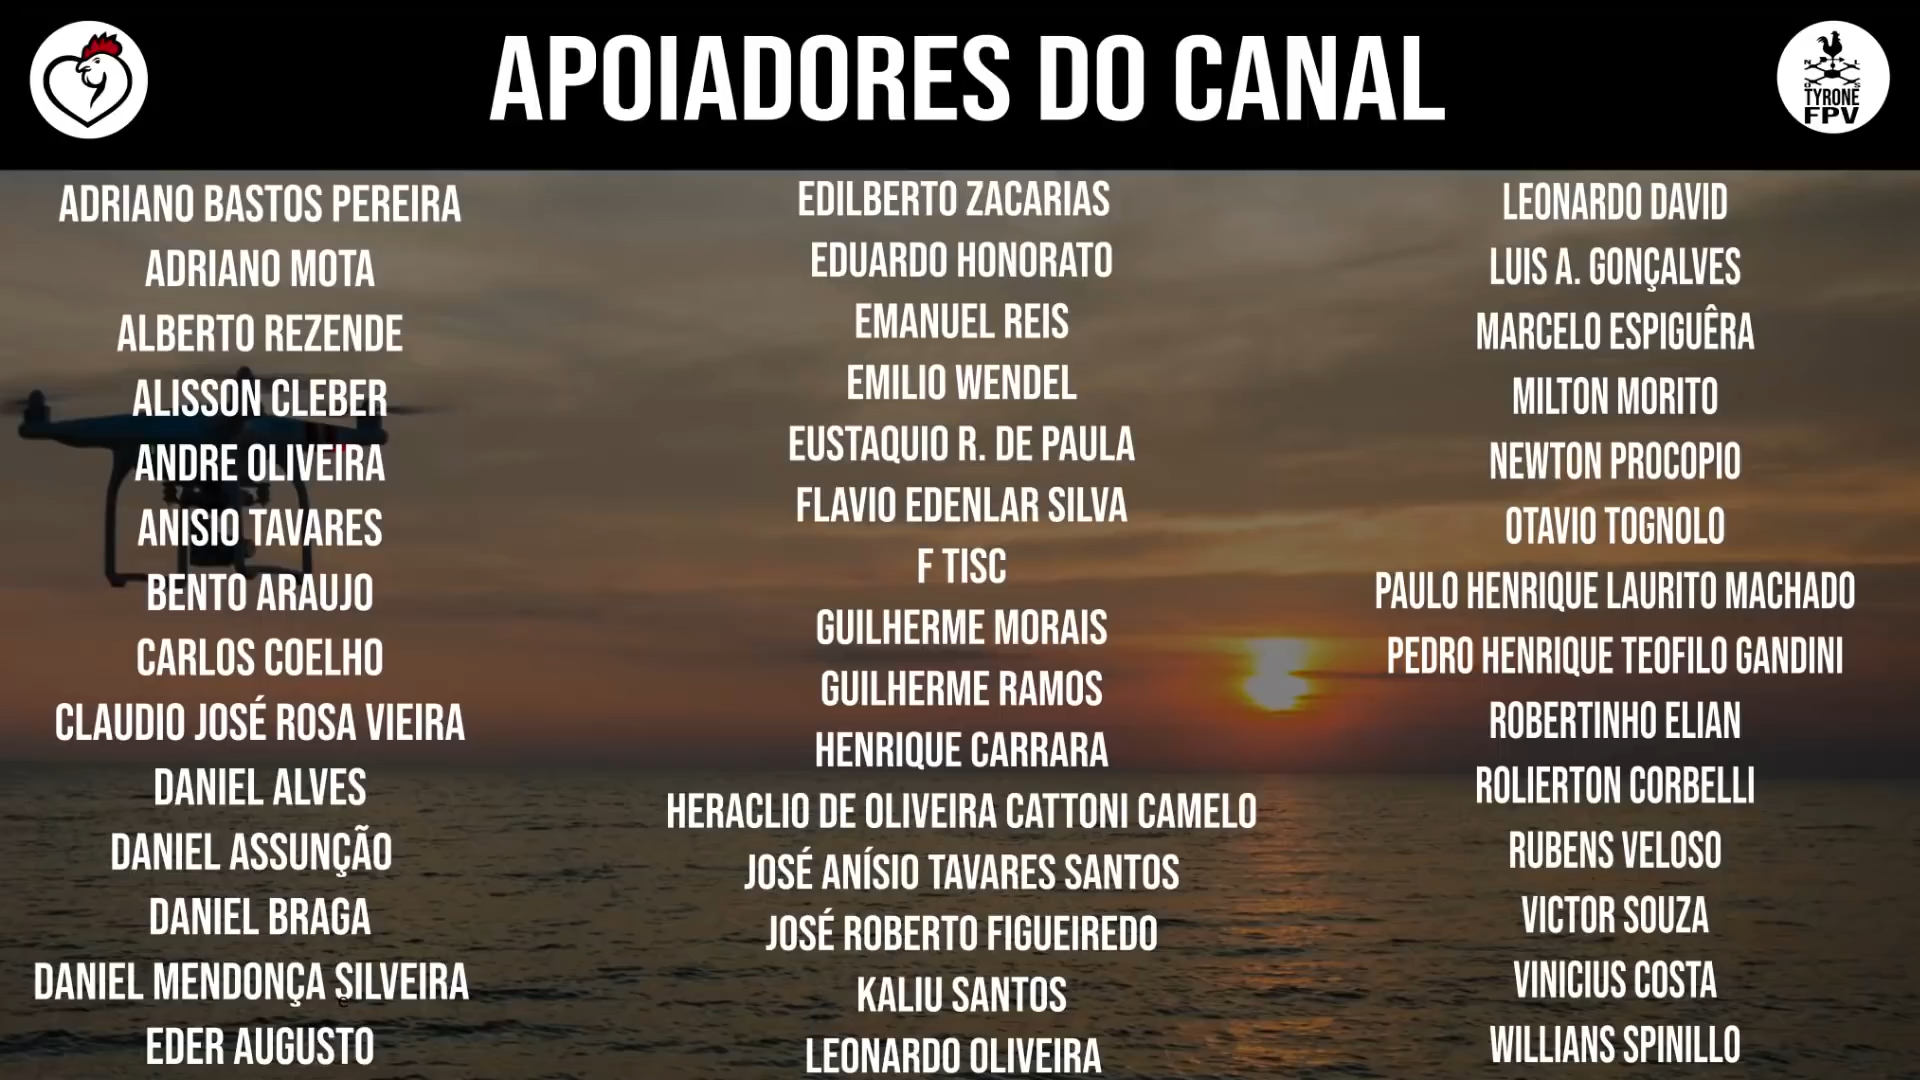 APOIADORES DO CANAL
N L
O S
TYRONE
FPV
ADRIANO BASTOS PEREIRA
ADRIANO MOTA
ALBERTO REZENDE
ALISSON CLEBER
ANDRE OLIVEIRA
ANISIO TAVARES
BENTO ARAUJO
CARLOS COELHO
CLAUDIO JOSÉ ROSA VIEIRA
DANIEL ALVES
DANIEL ASSUNÇÃO
DANIEL BRAGA
DANIEL MENDONÇA SILVEIRA
EDER AUGUSTO
EDILBERTO ZACARIAS
EDUARDO HONORATO
EMANUEL REIS
EMILIO WENDEL
EUSTAQUIO R. DE PAULA
FLAVIO EDENLAR SILVA
F TISC
GUILHERME MORAIS
GUILHERME RAMOS
HENRIQUE CARRARA
HERACLIO DE OLIVEIRA CATTONI CAMELO
JOSÉ ANÍSIO TAVARES SANTOS
JOSÉ ROBERTO FIGUEIREDO
KALIU SANTOS
LEONARDO OLIVEIRA
LEONARDO DAVID
LUIS A. GONÇALVES
MARCELO ESPIGUÊRA
MILTON MORITO
NEWTON PROCOPIO
OTAVIO TOGNOLO
PAULO HENRIQUE LAURITO MACHADO
PEDRO HENRIQUE TEOFILO GANDINI
ROBERTINHO ELIAN
ROLIERTON CORBELLI
RUBENS VELOSO
VICTOR SOUZA
VINICIUS COSTA
WILLIANS SPINILLO